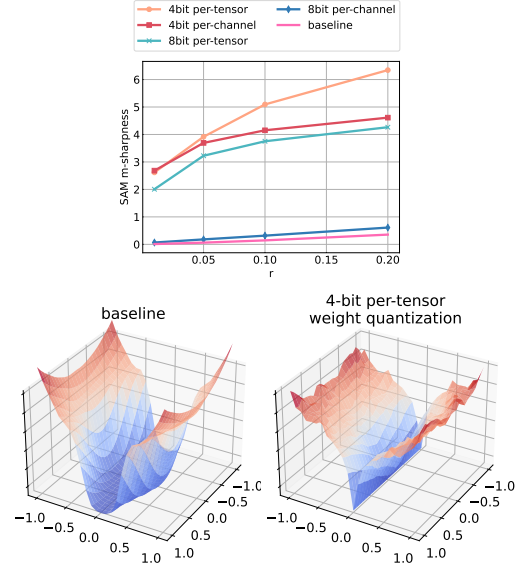 4bit per-tensor
4bit per-channel
8bit per-tensor
8bit per-channel
baseline
SAM m-sharpness
6
5
4
3
2
1
0
0.05 0.10 0.15 0.20
r
baseline
−1.0
−0.5
0.0
0.5
1.0
−1.0
−0.5
0.0
0.5
1.0
4-bit per-tensor
weight quantization
−1.0
−0.5
0.0
0.5
1.0
−1.0
−0.5
0.0
0.5
1.0